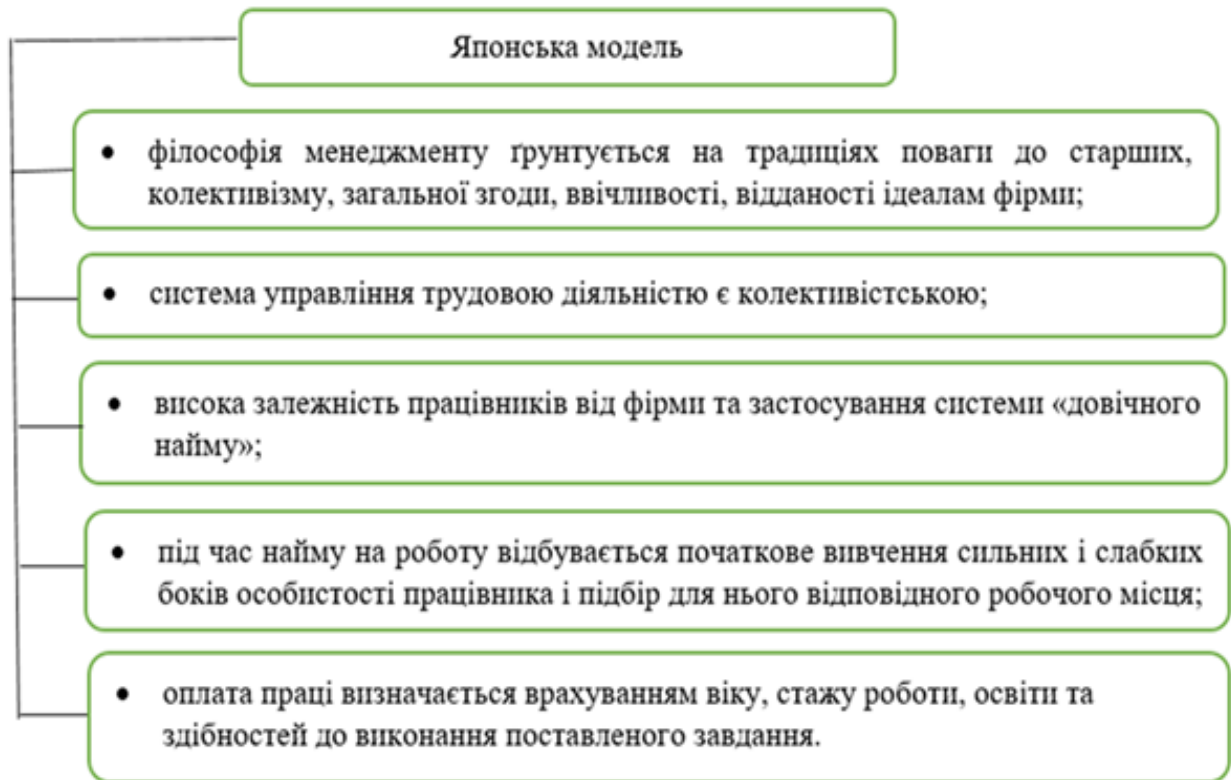 Японська модель
• філософія менеджменту ґрунтується на традиціях поваги до старших,
колективізму, загальної згоди, ввічливості, відданості ідеалам фірми;
• система управління трудовою діяльністю є колективістською;
• висока залежність працівників від фірми та застосування системи «довічного
найму»;
• під час найму на роботу відбувається початкове вивчення сильних і слабких
боків особистості працівника і підбір для нього відповідного робочого місця;
• оплата праці визначається врахуванням віку, стажу роботи, освіти та
здібностей до виконання поставленого завдання.